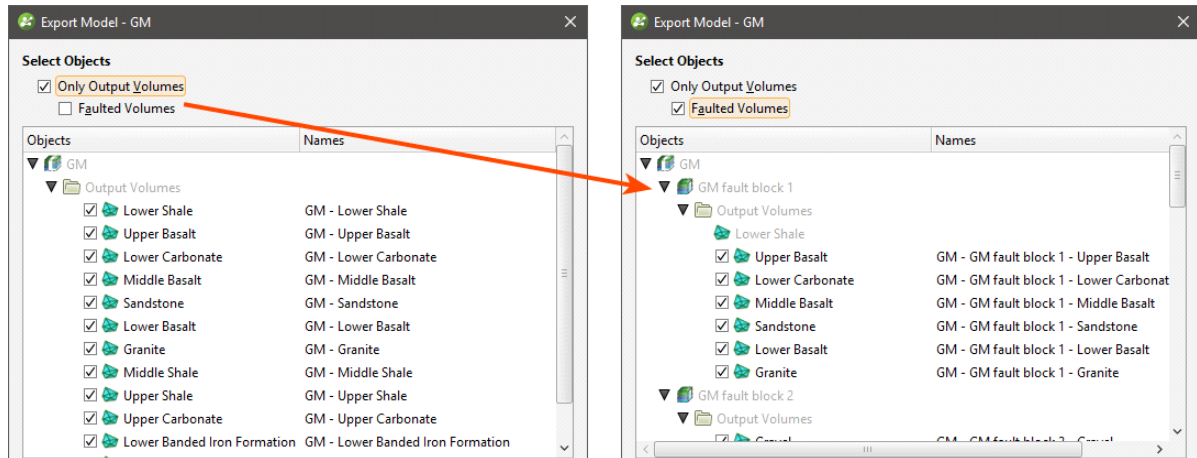 Export Model - GM
Select Objects
Only Output Volumes
Faulted Volumes
Objects Names
GM
Output Volumes
Lower Shale GM - Lower Shale
Upper Basalt GM - Upper Basalt
Lower Carbonate GM - Lower Carbonate
Middle Basalt GM - Middle Basalt
Sandstone GM - Sandstone
Lower Basalt GM - Lower Basalt
Granite GM - Granite
Middle Shale GM - Middle Shale
Upper Shale GM - Upper Shale
Upper Carbonate GM - Upper Carbonate
Lower Banded Iron Formation GM - Lower Banded Iron Formation
Export Model - GM
Select Objects
Only Output Volumes
Faulted Volumes
Objects Names
GM
GM fault block 1
Output Volumes
Lower Shale
Upper Basalt GM - GM fault block 1 - Upper Basalt
Lower Carbonate GM - GM fault block 1 - Lower Carbonat
Middle Basalt GM - GM fault block 1 - Middle Basalt
Sandstone GM - GM fault block 1 - Sandstone
Lower Basalt GM - GM fault block 1 - Lower Basalt
Granite GM - GM fault block 1 - Granite
GM fault block 2
Output Volumes